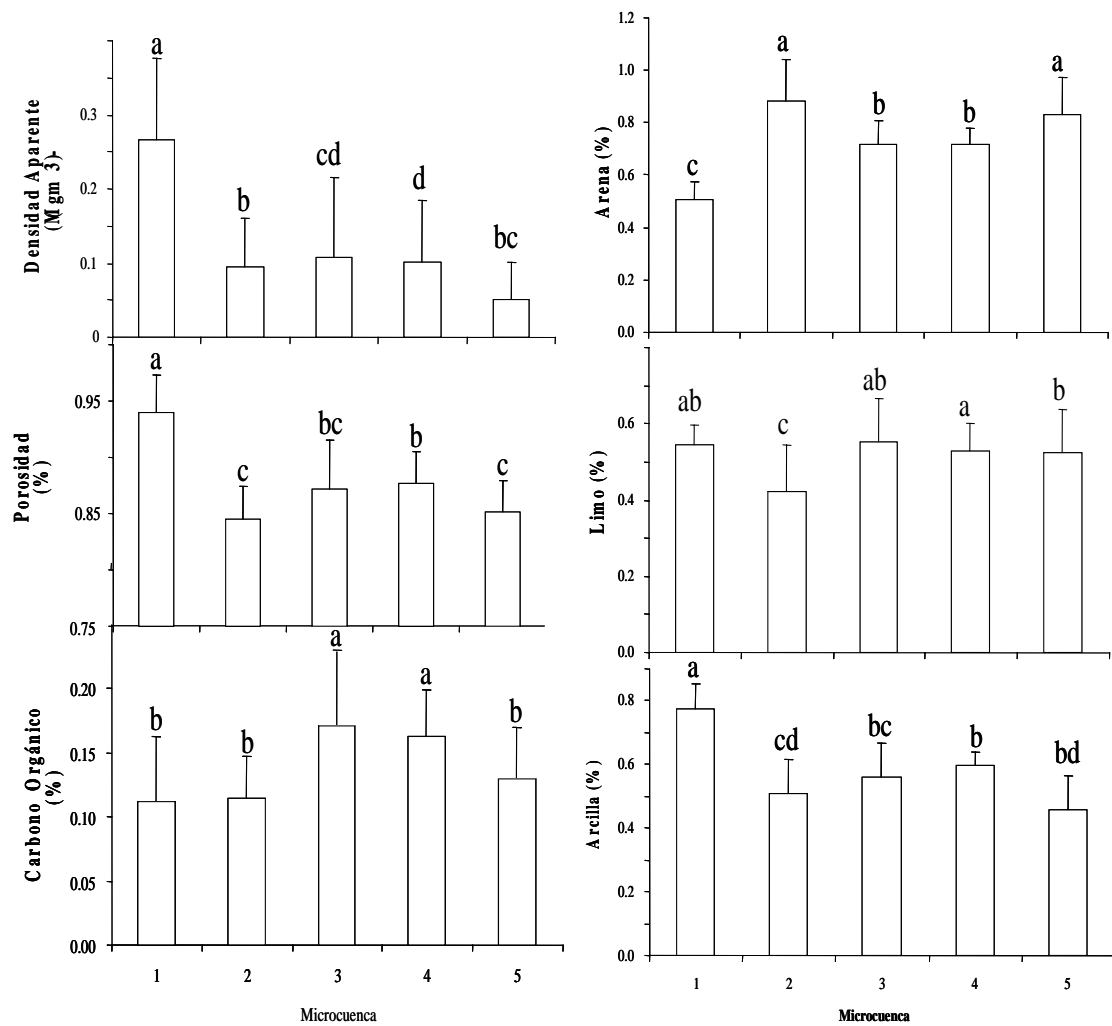 Densidad Aparente
(Mgm 3)-
0.3
0.2
0.1
0
a
b
cd
d
bc
Porosidad
(%)
0.95
0.85
0.75
a
c
bc
b
c
Carbono Orgánico
(%)
0.20
0.15
0.10
0.05
0.00
b
b
a
a
b
1 2 3 4 5
Microcuenca
Arena (%)
1.2
1.0
0.8
0.6
0.4
0.2
0.0
c
a
b
b
a
Limo (%)
0.6
0.4
0.2
0.0
ab
c
ab
a
b
Arcilla (%)
0.8
0.6
0.4
0.2
0.0
a
cd
bc
b
bd
1 2 3 4 5
Microcuenca